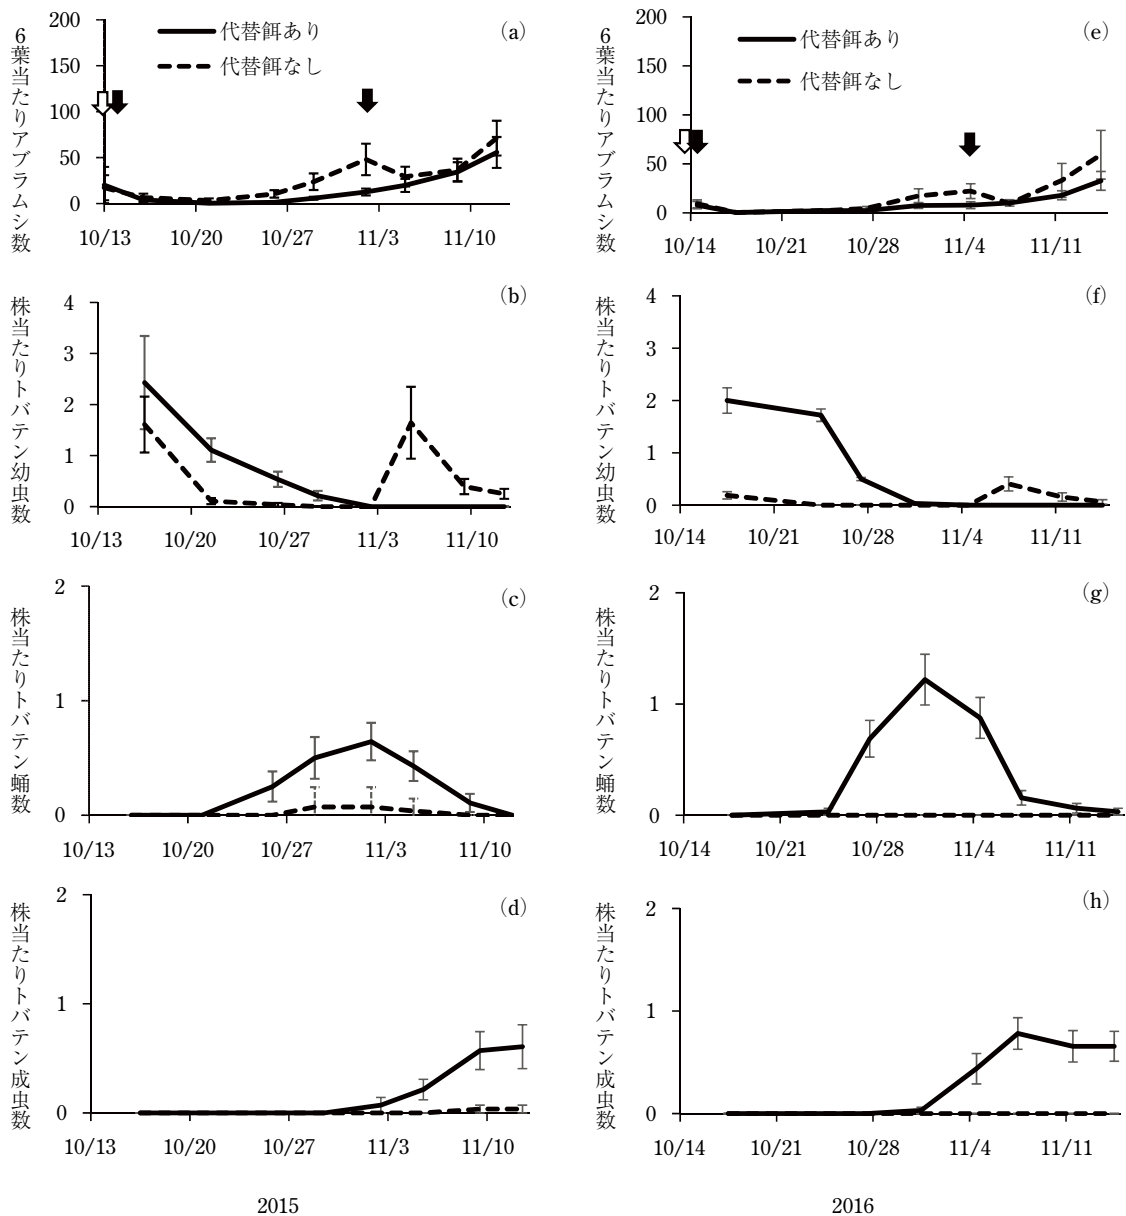 6葉当たりアブラムシ数
200
150
100
50
0
代替餌あり
代替餌なし
(a)
10/13 10/20 10/27 11/3 11/10
株当たりトバテン幼虫数
4
3
2
1
0
(b)
10/13 10/20 10/27 11/3 11/10
株当たりトバテン蛹数
2
1
0
(c)
10/13 10/20 10/27 11/3 11/10
株当たりトバテン成虫数
2
1
0
(d)
10/13 10/20 10/27 11/3 11/10
2015
6葉当たりアブラムシ数
200
150
100
50
0
代替餌あり
代替餌なし
(e)
10/14 10/21 10/28 11/4 11/11
株当たりトバテン幼虫数
4
3
2
1
0
(f)
10/14 10/21 10/28 11/4 11/11
株当たりトバテン蛹数
2
1
0
(g)
10/14 10/21 10/28 11/4 11/11
株当たりトバテン成虫数
2
1
0
(h)
10/14 10/21 10/28 11/4 11/11
2016